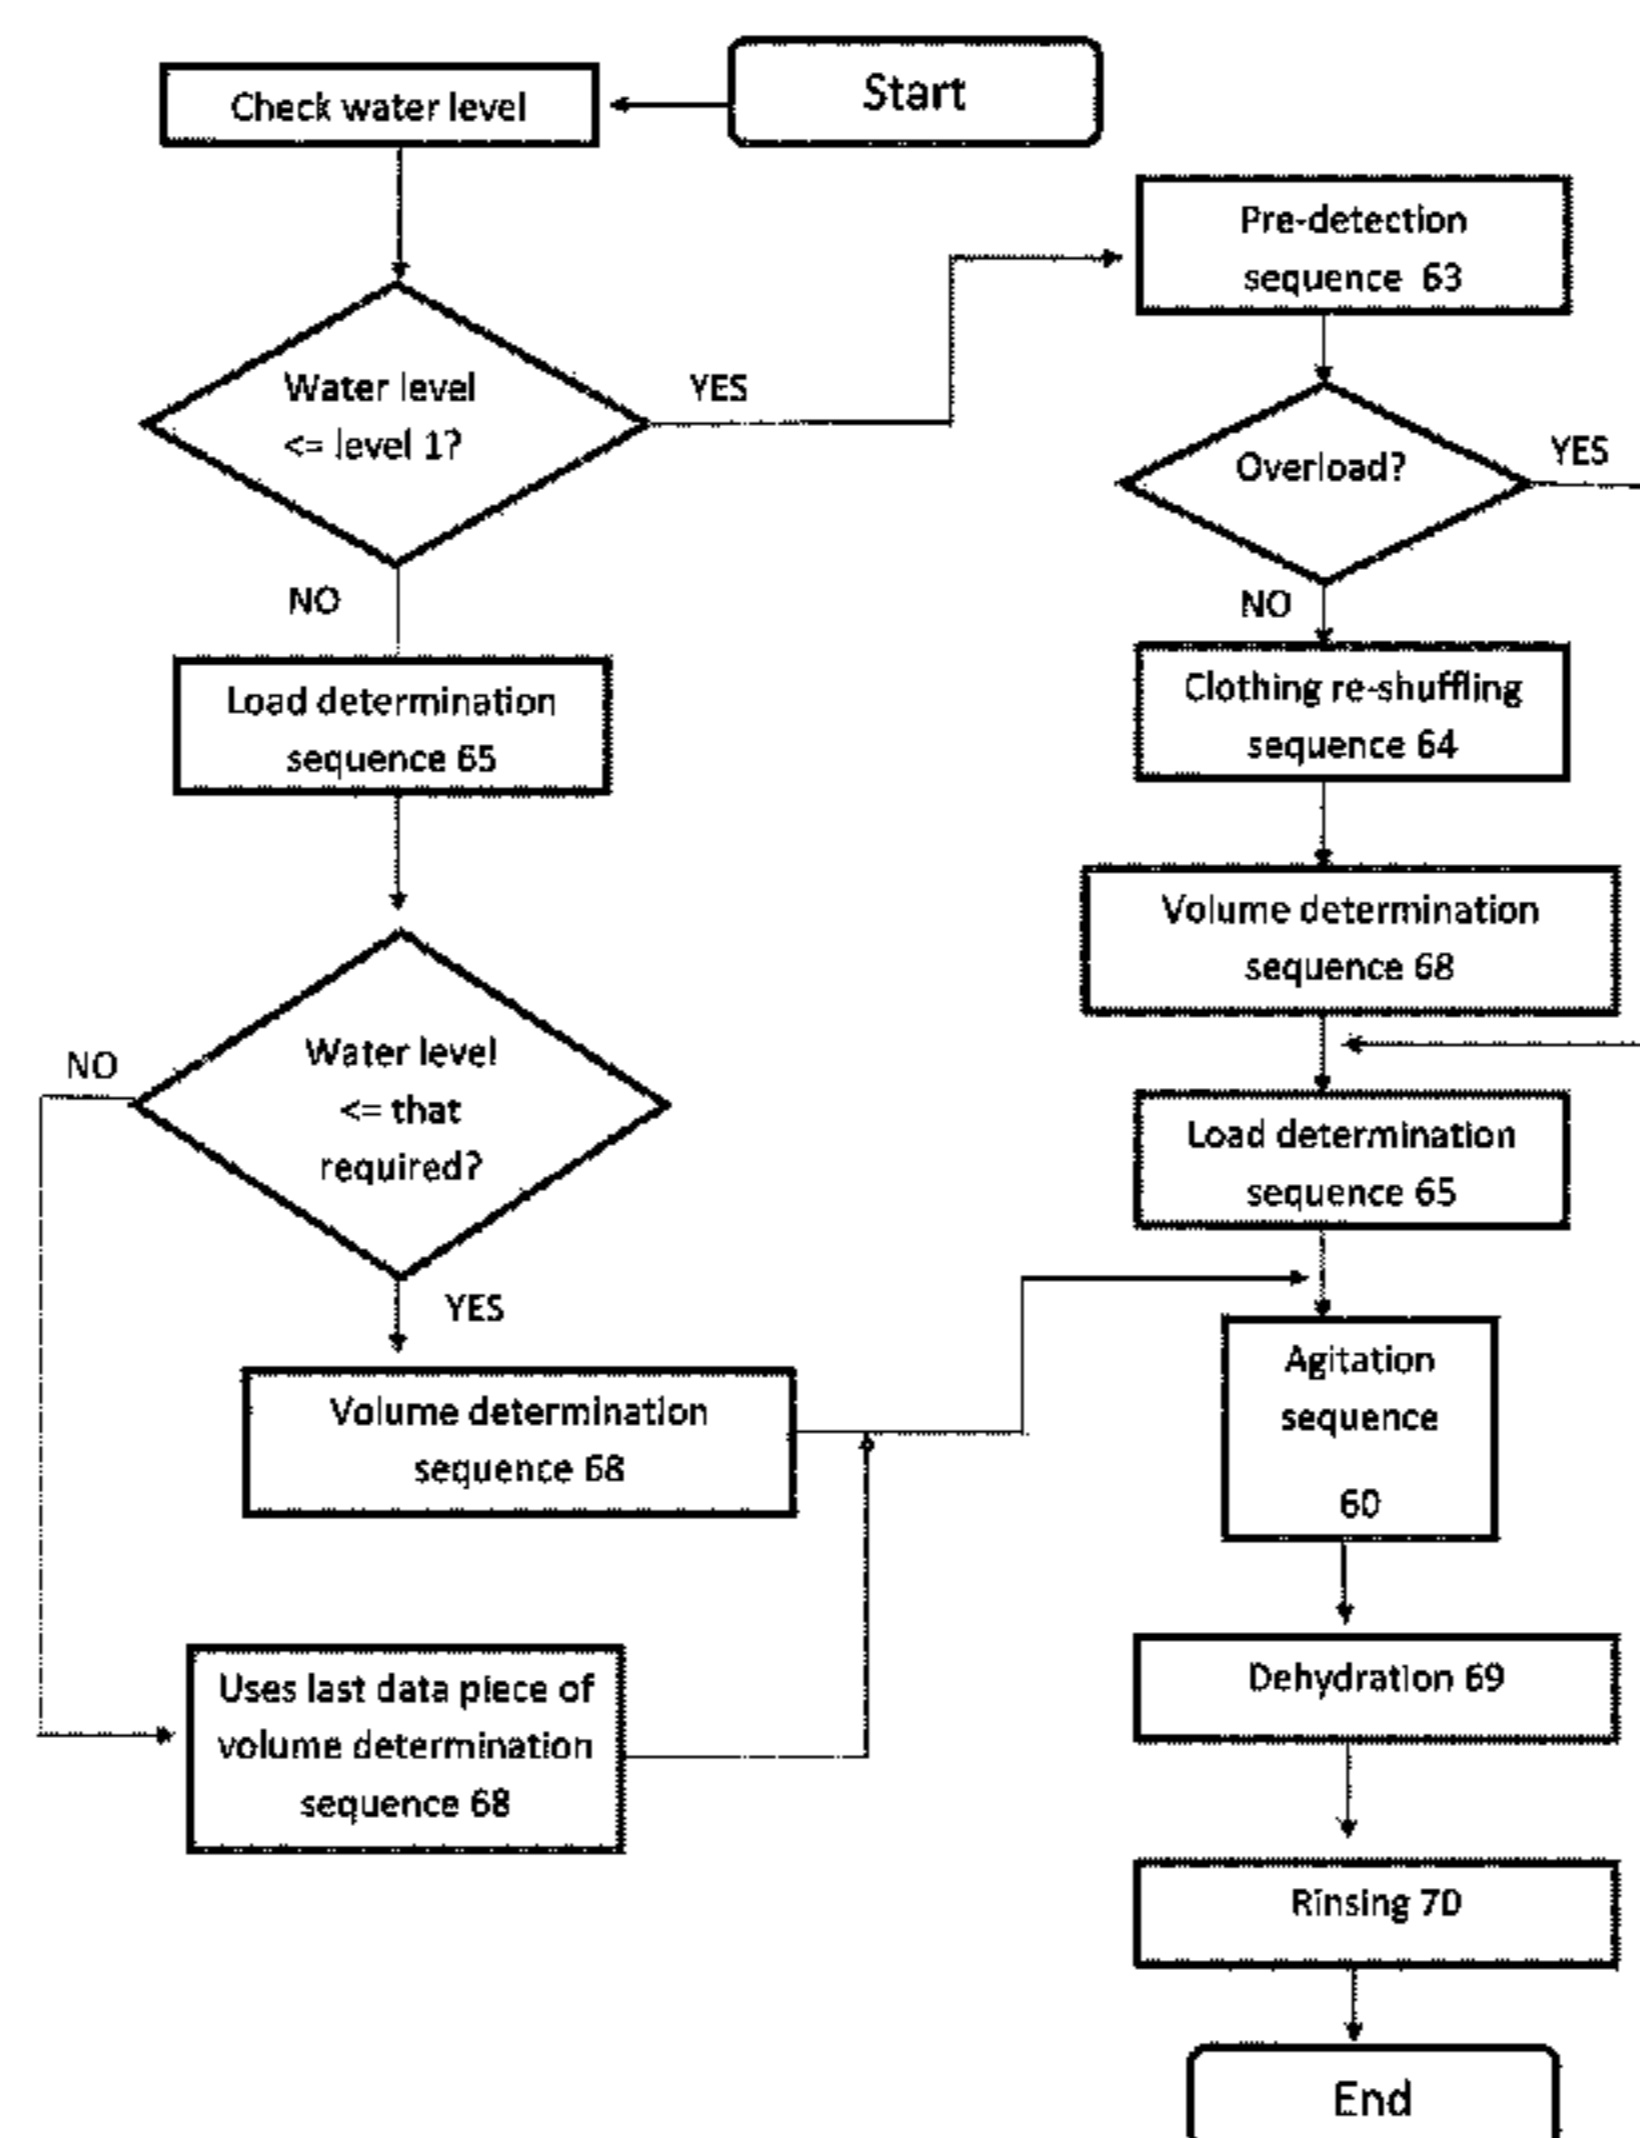 Start
Check water level
Water level
<= level 1?
YES
NO
Load determination
sequence 65
Water level
<= that
required?
NO
YES
Volume determination
sequence 68
Uses last data piece of
volume determination
sequence 68
Pre-detection
sequence 63
Overload?
YES
NO
Clothing re-shuffling
sequence 64
Volume determination
sequence 68
Load determination
sequence 65
Agitation
sequence
60
Dehydration 69
Rinsing 70
End